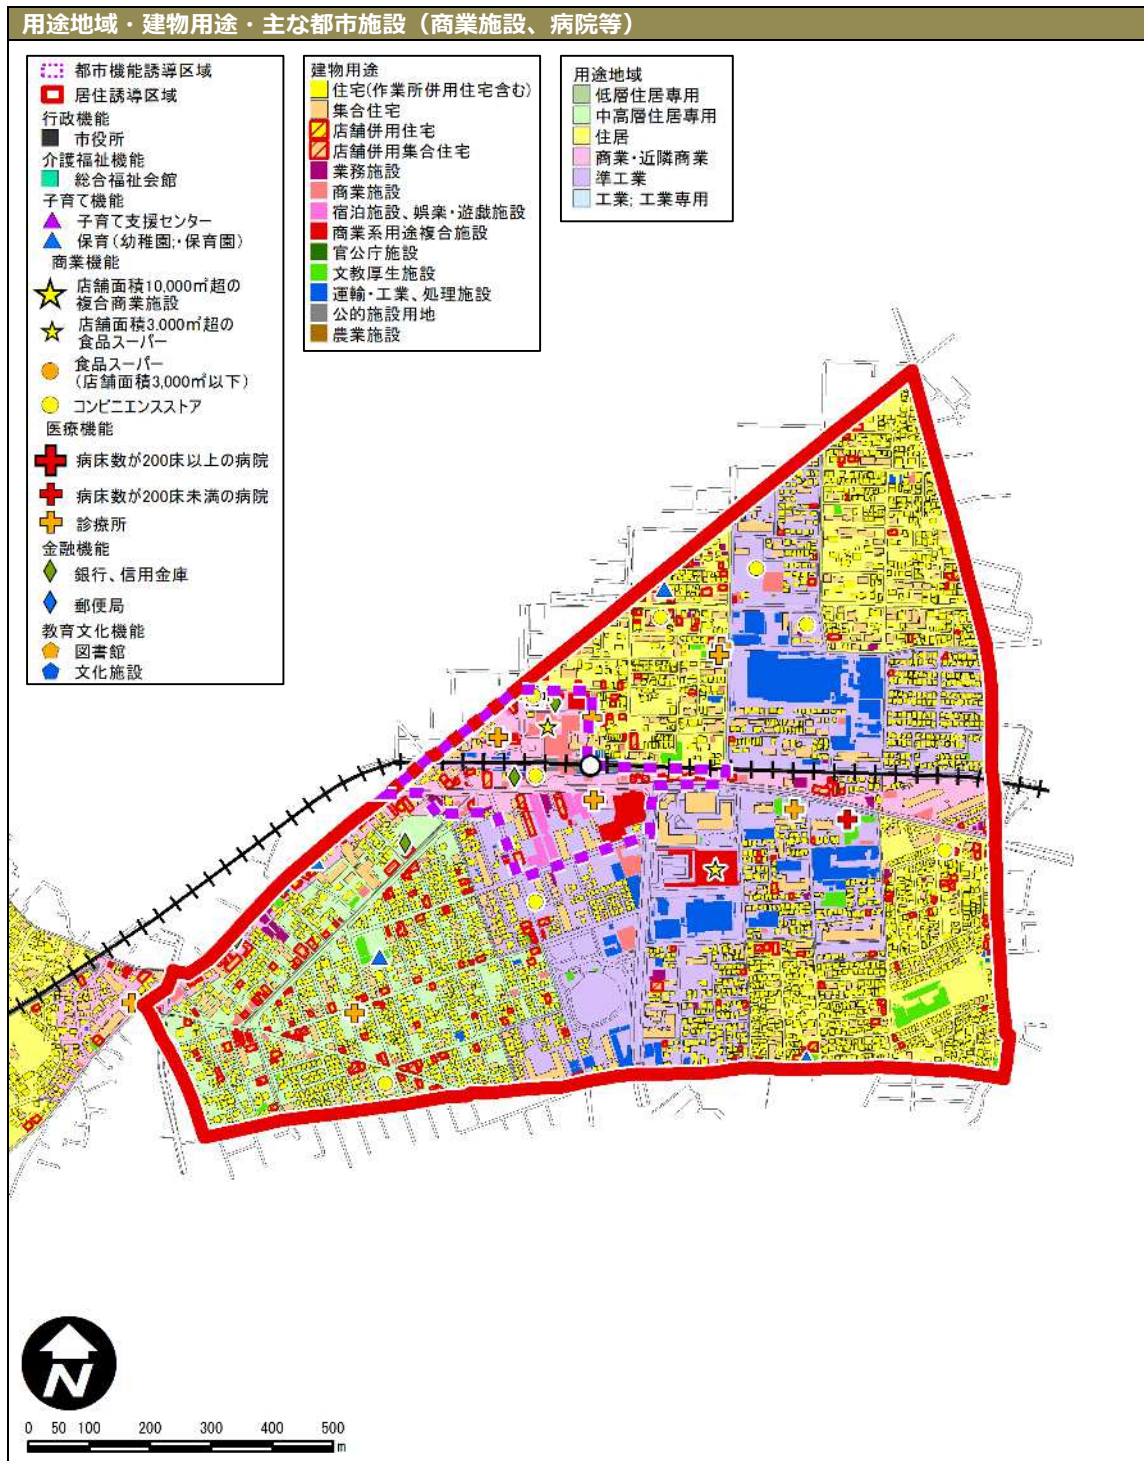 用途地域・建物用途・主な都市施設（商業施設、病院等）
都市機能誘導区域
居住誘導区域
行政機能
市役所
介護福祉機能
総合福祉会館
子育て機能
子育て支援センター
保育(幼稚園;・保育園)
商業機能
店舗面積10,000㎡超の
複合商業施設
店舗面積3.000㎡超の
食品スーパー
食品スーパー
(店舗面積3,000㎡以下)
コンビニエンスストア
医療機能
病床数が200床以上の病院
病床数が200床未満の病院
診療所
金融機能
銀行、信用金庫
郵便局
教育文化機能
図書館
文化施設
建物用途
住宅(作業所併用住宅含む)
集合住宅
店舗併用住宅
店舗併用集合住宅
業務施設
商業施設
宿泊施設、娯楽・遊戯施設
商業系用途複合施設
官公庁施設
文教厚生施設
運輸・工業、処理施設
公的施設用地
農業施設
用途地域
低層住居専用
中高層住居専用
住居
商業・近隣商業
準工業
工業; 工業専用
N
0 50 100 200 300 400 500
m